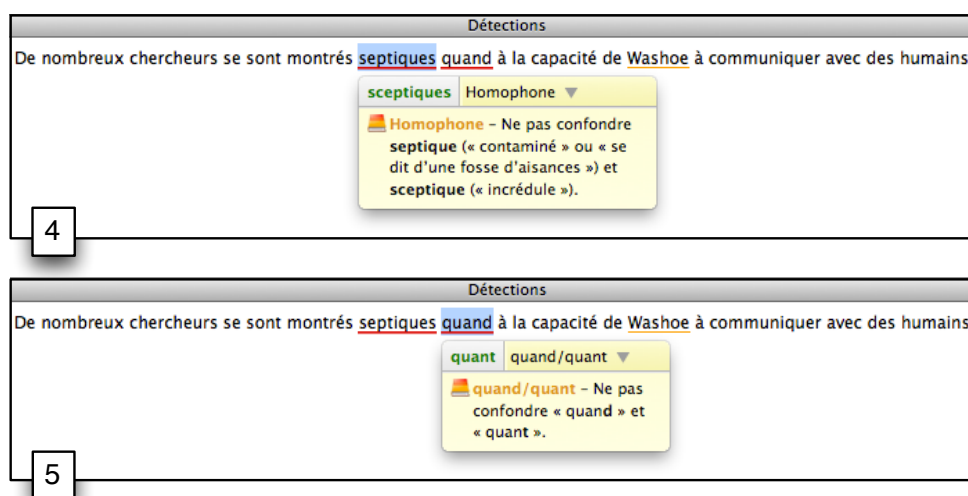 Détections
De nombreux chercheurs se sont montrés septiques quand à la capacité de Washoe à communiquer avec des humains
sceptiques Homophone
Homophone – Ne pas confondre
septique (« contaminé » ou « se
dit d'une fosse d'aisances ») et
sceptique (« incrédule »).
4
Détections
De nombreux chercheurs se sont montrés septiques quand à la capacité de Washoe à communiquer avec des humains
quant quand/quant
quand/quant – Ne pas
confondre « quand » et
« quant ».
5